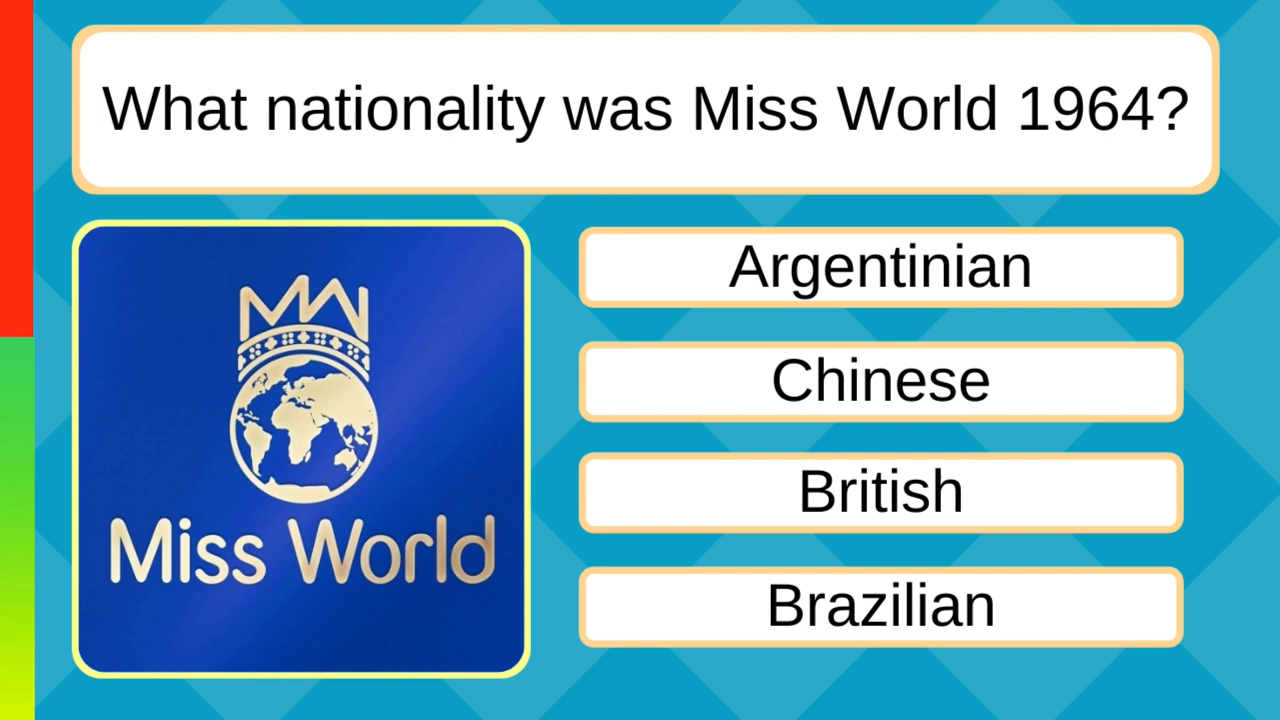 What nationality was Miss World 1964?
Miss World
Argentinian
Chinese
British
Brazilian